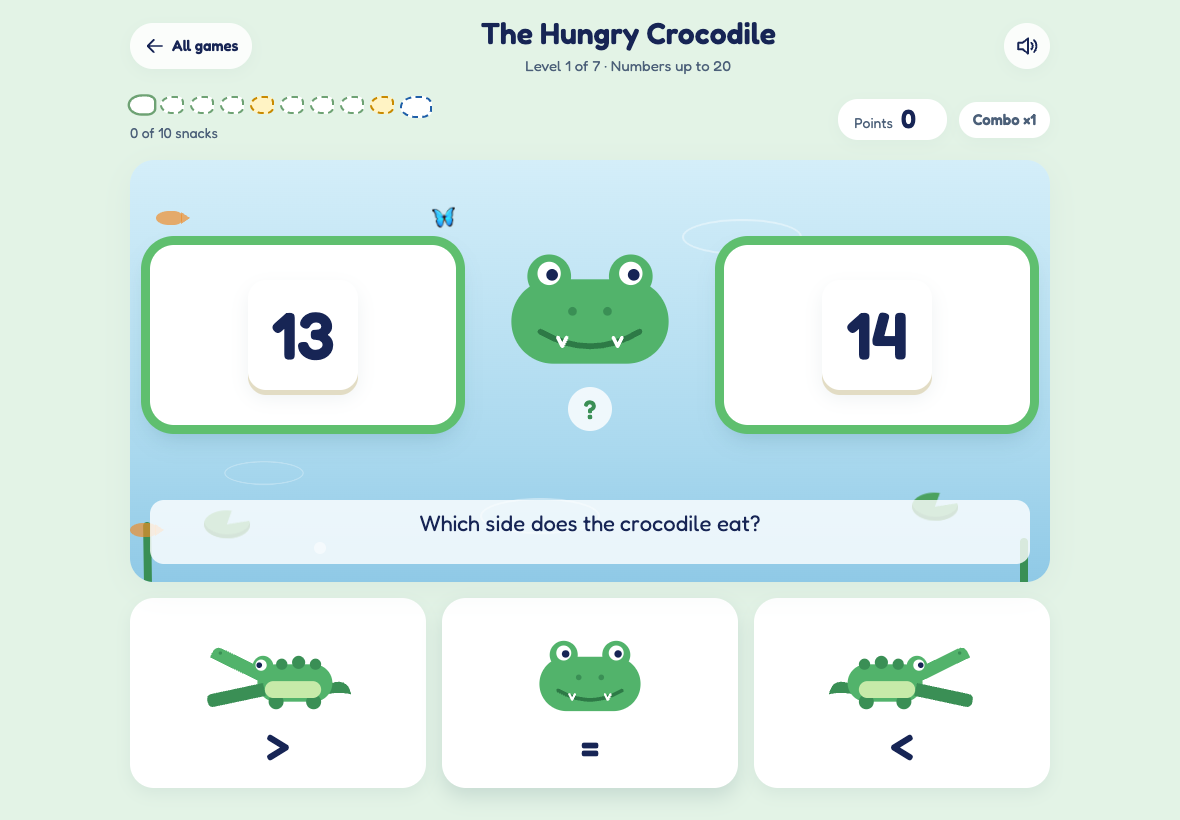 All games
The Hungry Crocodile
Level 1 of 7 · Numbers up to 20
0 of 10 snacks
Points 0
Combo ×1
13
14
?
Which side does the crocodile eat?
>
=
<